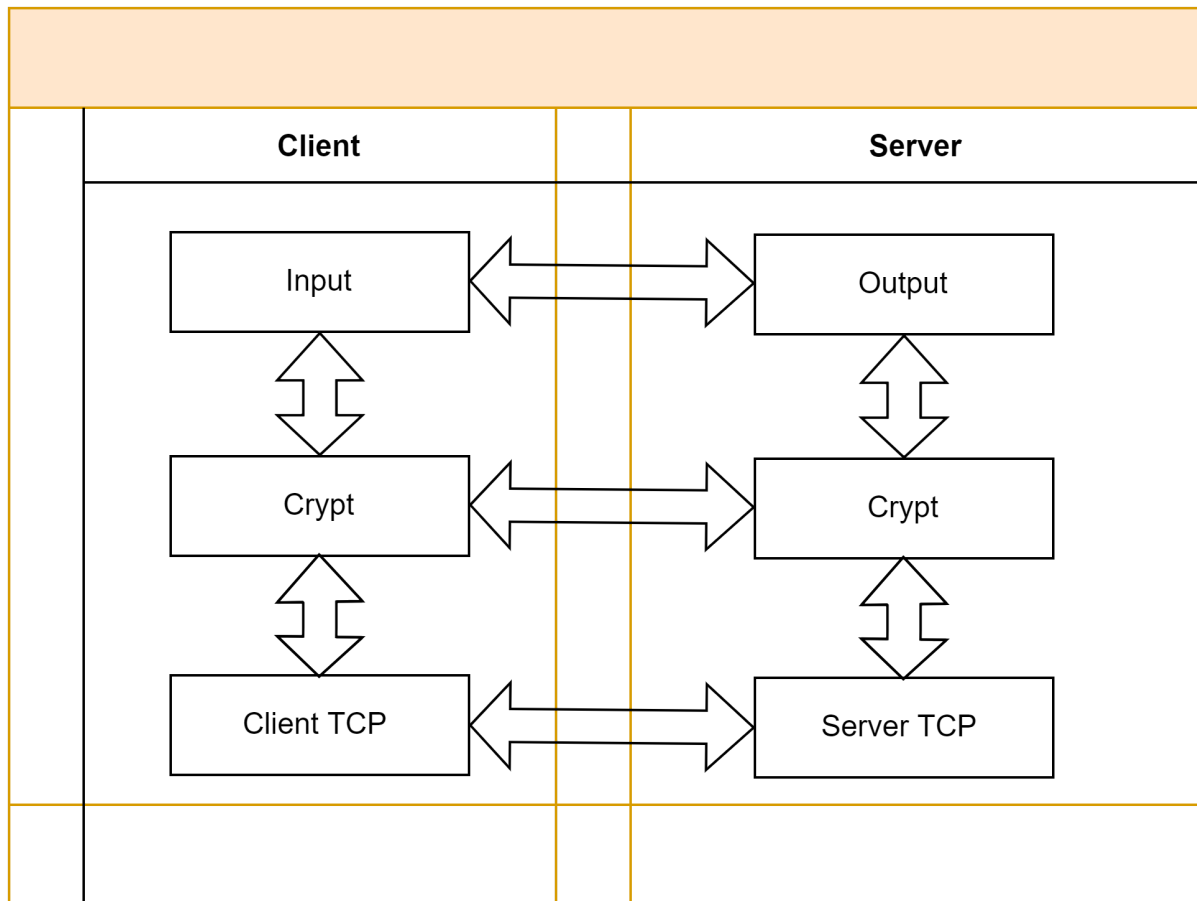 Client
Server
Input
Output
Crypt
Crypt
Client TCP
Server TCP